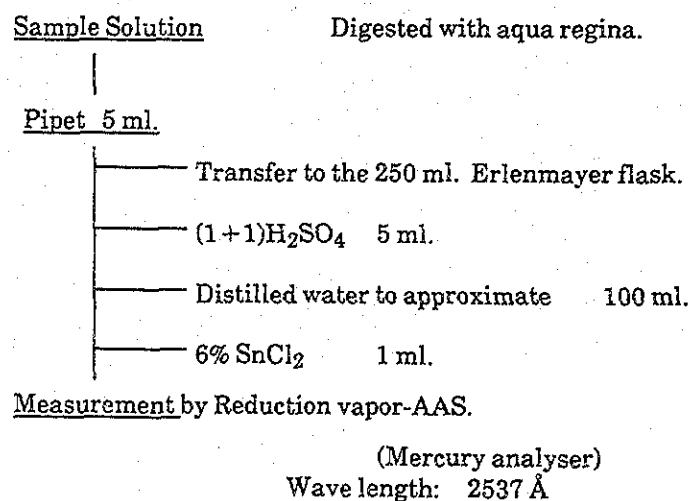 Sample Solution Digested with aqua regina.
Pipet 5 ml.
Transfer to the 250 ml. Erlenmayer flask.
(1+1)H₂SO₄ 5 ml.
Distilled water to approximate 100 ml.
6% SnCl₂ 1 ml.
Measurement by Reduction vapor-AAS.
(Mercury analyser)
Wave length: 2537 Å